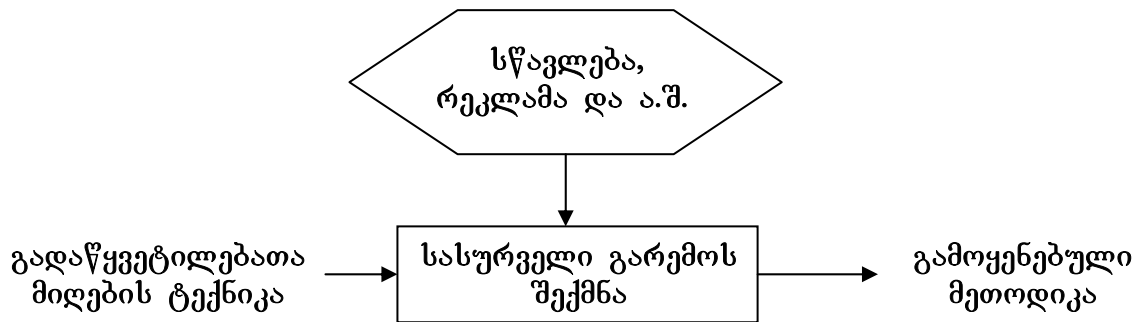 სწავლება,
რეკლამა და ა.შ.
გადაწყვეტილებათა
მიღების ტექნიკა
სასურველი გარემოს
შექმნა
გამოყენებული
მეთოდიკა